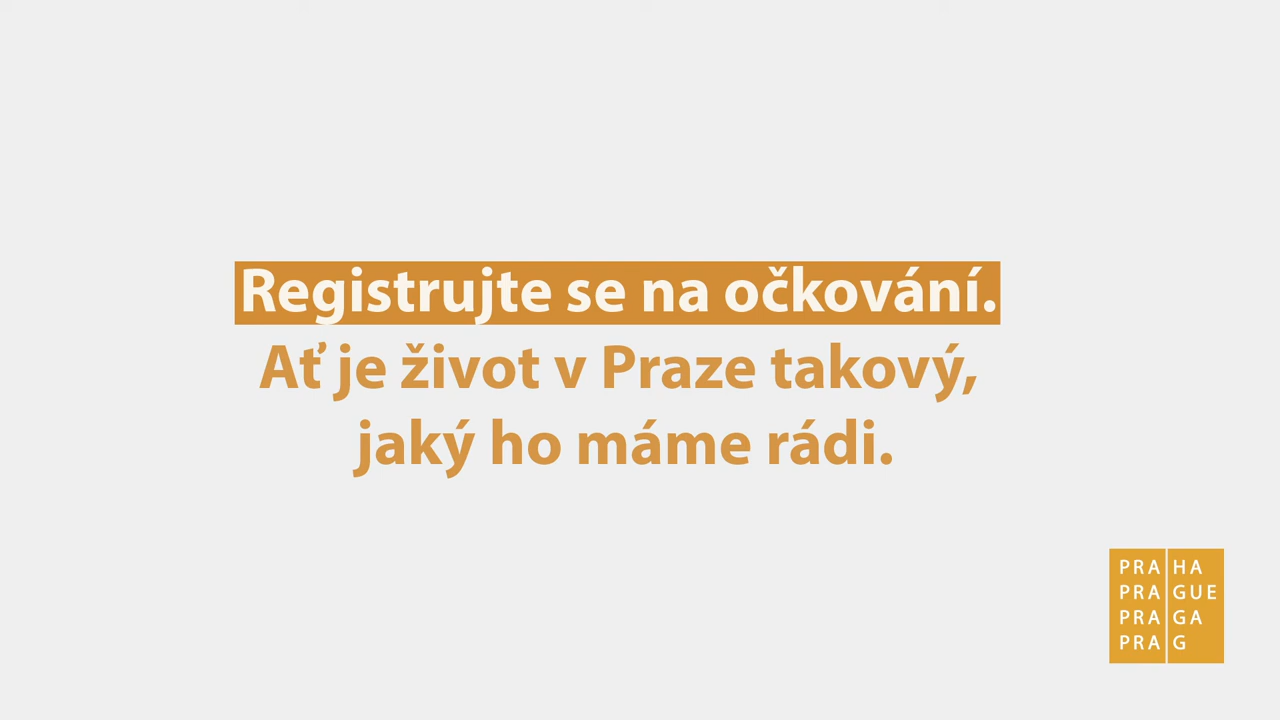 Registrujte se na očkování.
Ať je život v Praze takový,
jaký ho máme rádi.
PRA HA
PRA GUE
PRA GA
PRA G